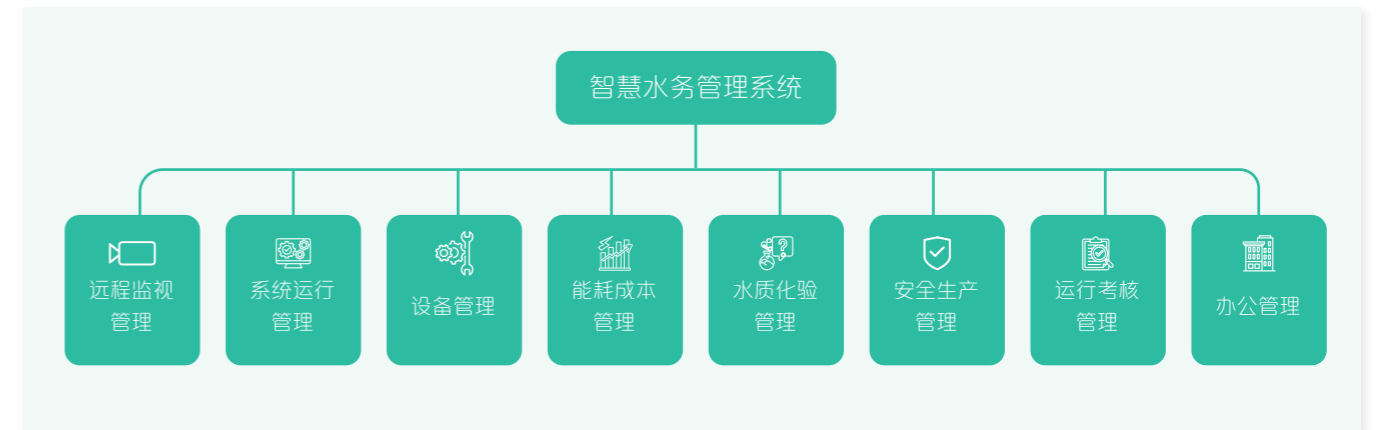 智慧水务管理系统
远程监视
管理
系统运行
管理
设备管理
能耗成本
管理
水质化验
管理
安全生产
管理
运行考核
管理
办公管理